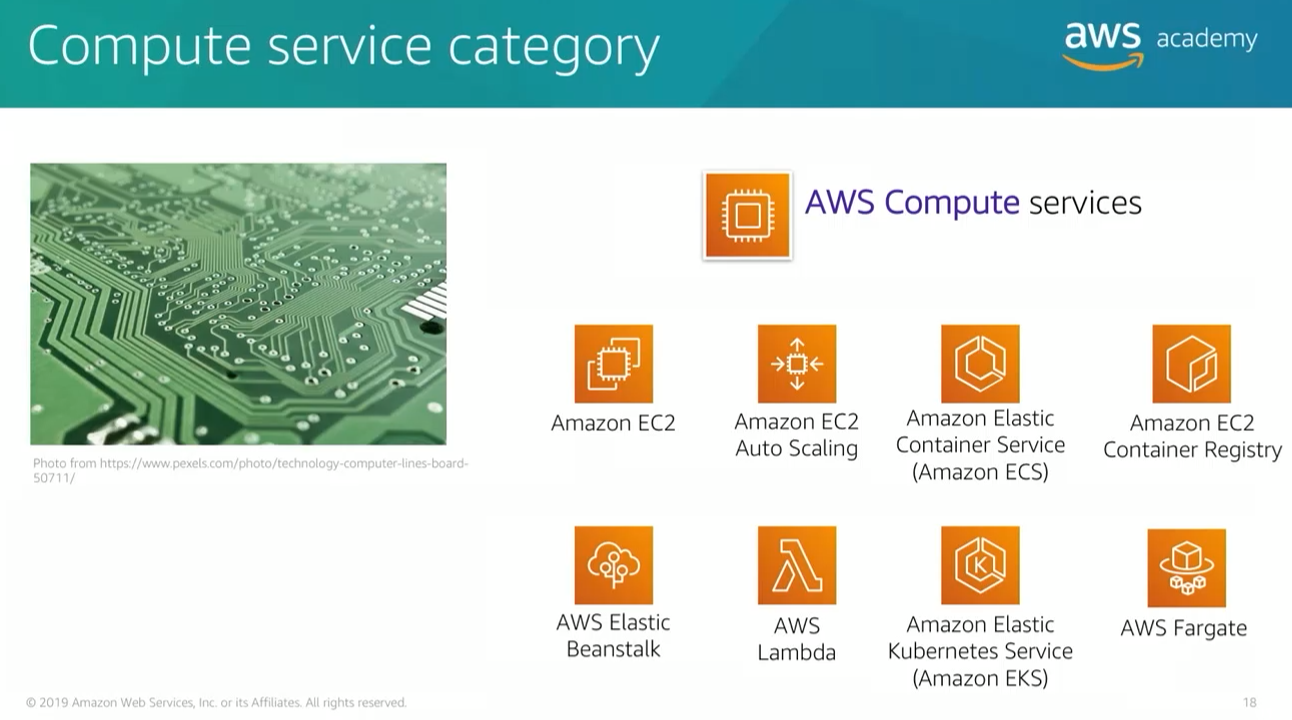 Compute service category
aws academy
AWS Compute services
Photo from https://www.pexels.com/photo/technology-computer-lines-board-
50711/
Amazon EC2
Amazon EC2
Auto Scaling
Amazon Elastic
Container Service
(Amazon ECS)
Amazon EC2
Container Registry
AWS Elastic
Beanstalk
AWS
Lambda
K
Amazon Elastic
Kubernetes Service
(Amazon EKS)
AWS Fargate
© 2019 Amazon Web Services, Inc. or its Affiliates. All rights reserved.
18